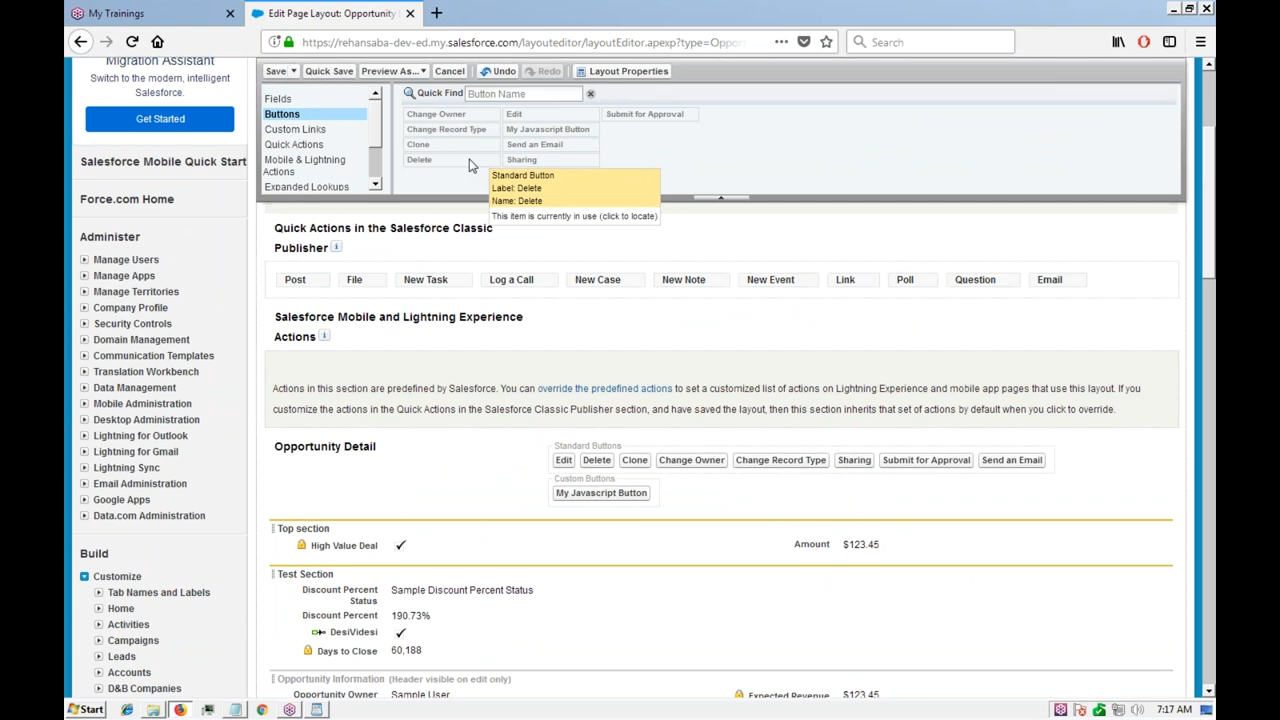 My Trainings
Edit Page Layout: Opportunity
https://rehansaba-dev-ed.my.salesforce.com/layouteditor/layoutEditor.apexp?type=Oppor
Search
Migration Assistant
Switch to the modern, intelligent
Salesforce.
Get Started
Salesforce Mobile Quick Start
Force.com Home
Administer
Manage Users
Manage Apps
Manage Territories
Company Profile
Security Controls
Domain Management
Communication Templates
Translation Workbench
Data Management
Mobile Administration
Desktop Administration
Lightning for Outlook
Lightning for Gmail
Lightning Sync
Email Administration
Google Apps
Data.com Administration
Build
Customize
Tab Names and Labels
Home
Activities
Campaigns
Leads
Accounts
D&B Companies
Save Quick Save Preview As... Cancel Undo Redo Layout Properties
Fields
Buttons
Custom Links
Quick Actions
Mobile & Lightning
Actions
Expanded Lookups
Quick Find Button Name
Change Owner Edit Submit for Approval
Change Record Type My Javascript Button
Clone Send an Email
Delete Sharing
Standard Button
Label: Delete
Name: Delete
This item is currently in use (click to locate)
Quick Actions in the Salesforce Classic
Publisher i
Post File New Task Log a Call New Case New Note New Event Link Poll Question Email
Salesforce Mobile and Lightning Experience
Actions i
Actions in this section are predefined by Salesforce. You can override the predefined actions to set a customized list of actions on Lightning Experience and mobile app pages that use this layout. If you
customize the actions in the Quick Actions in the Salesforce Classic Publisher section, and have saved the layout, then this section inherits that set of actions by default when you click to override.
Opportunity Detail
Standard Buttons
Edit Delete Clone Change Owner Change Record Type Sharing Submit for Approval Send an Email
Custom Buttons
My Javascript Button
Top section
High Value Deal Amount $123.45
Test Section
Discount Percent Sample Discount Percent Status
Status
Discount Percent 190.73%
DesiVidesi
Days to Close 60,188
Opportunity Information (Header visible on edit only)
Opportunity Owner Sample User Expected Revenue $123.45
Start
7:17 AM